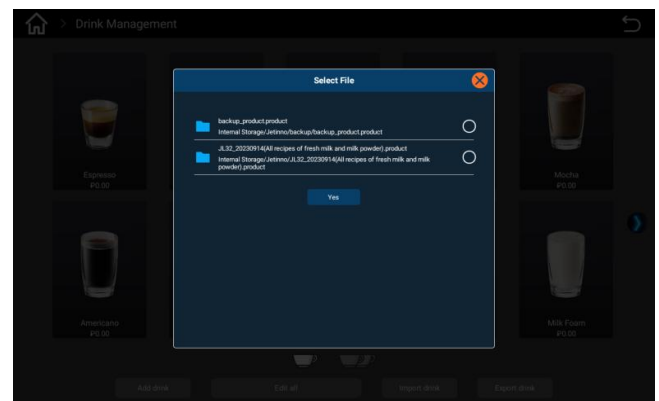 > Drink Management
Select File
backup_product.product
Internal Storage/Jetinno/backup/backup_product.product
JL32_20230914(All recipes of fresh milk and milk powder).product
Internal Storage/Jetinno/JL32_20230914(All recipes of fresh milk and milk
powder).product
Yes
Espresso
₽0.00
Mocha
₽0.00
Americano
₽0.00
Milk Foam
₽0.00
Add drink
Edit all
Import drink
Export drink